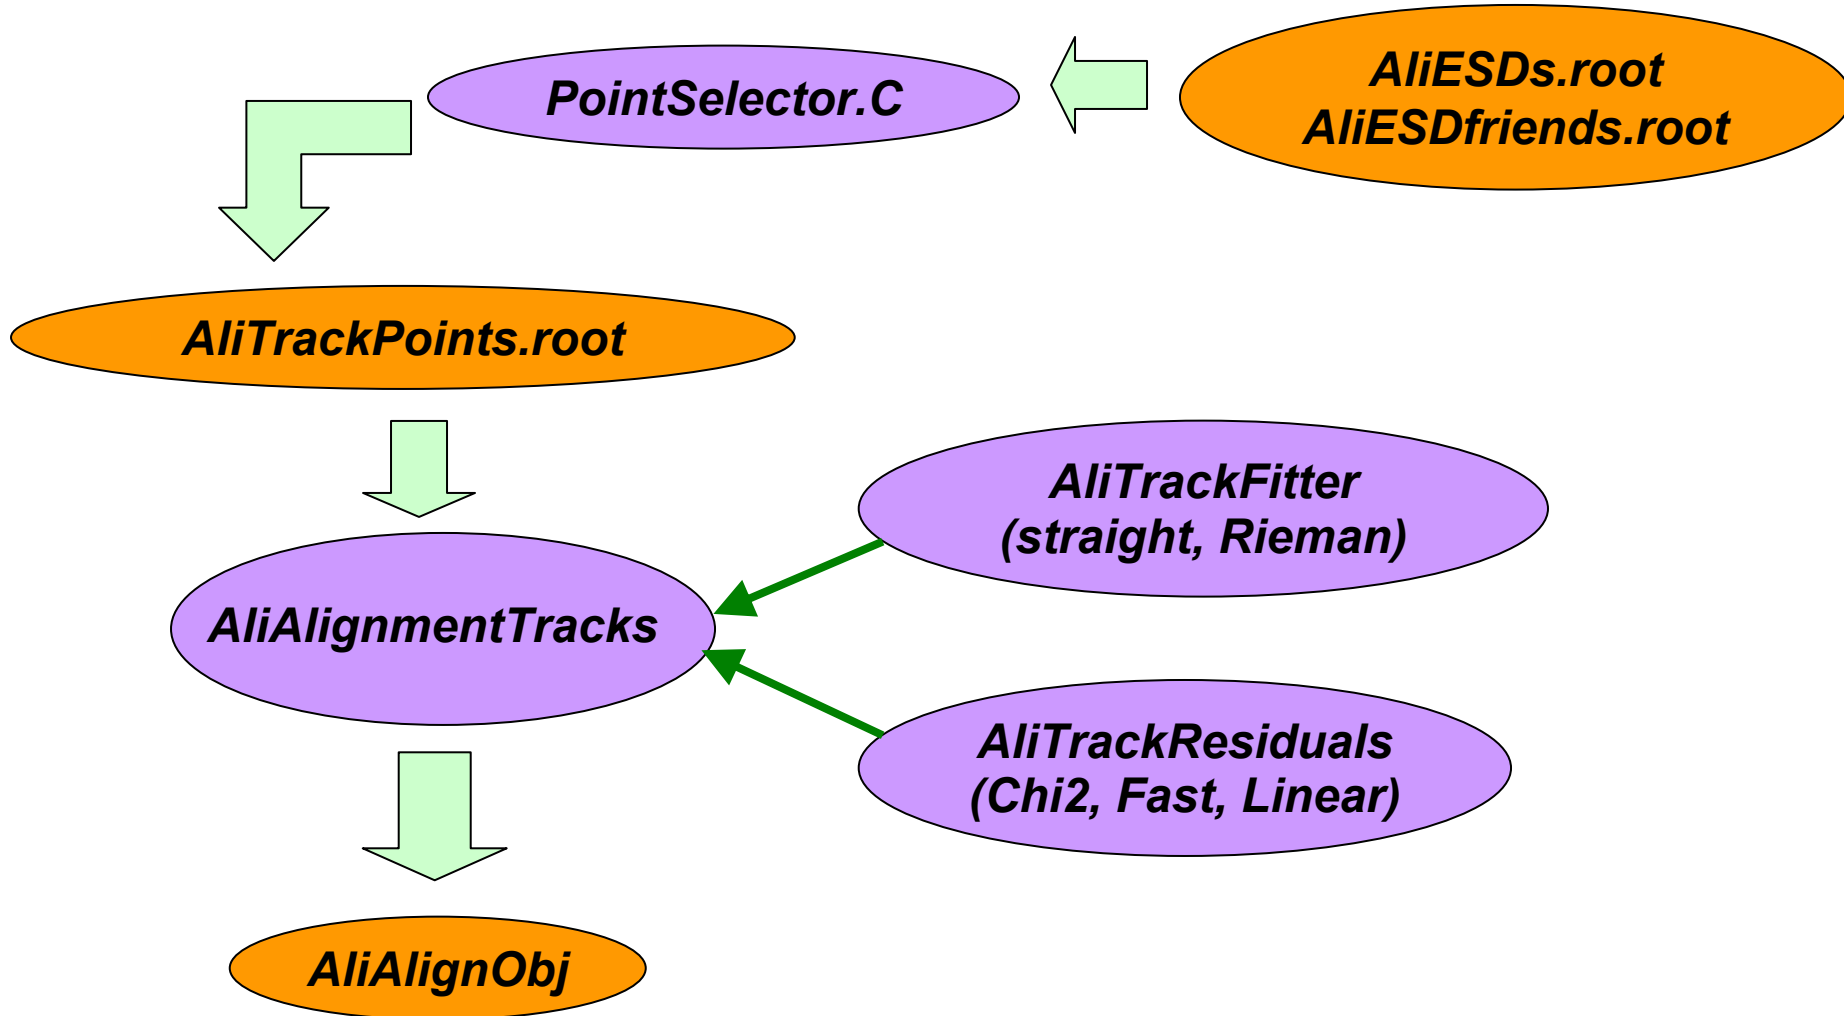 PointSelector.C
AliESDs.root
AliESDfriends.root
AliTrackPoints.root
AliTrackFitter
(straight, Rieman)
AliAlignmentTracks
AliTrackResiduals
(Chi2, Fast, Linear)
AliAlignObj